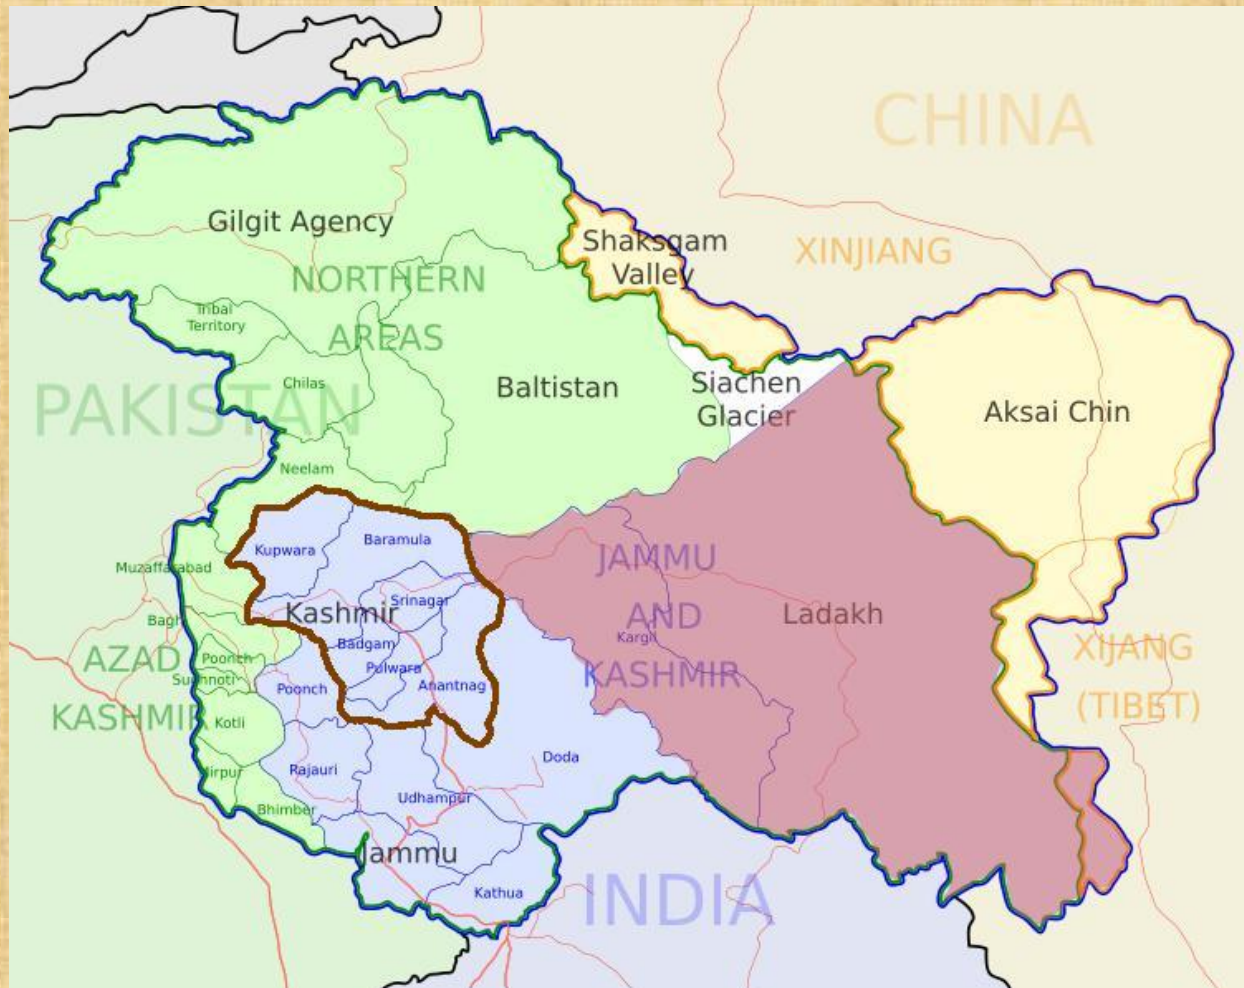 CHINA
Gilgit Agency
Shaksgam
Valley
XINJIANG
NORTHERN
AREAS
Tribal
Territory
PAKISTAN
Chilas
Baltistan
Siachen
Glacier
Aksai Chin
Neelam
Kupwara
Baramula
Muzaffarabad
JAMMU
AND
KASHMIR
Srinagar
Kashmir
Ladakh
Kargil
Bagh
Badgam
AZAD
KASHMIR
Poonch
Pulwara
XIJANG
(TIBET)
Sudhnoti
Poonch
Anantnag
Kotli
Doda
Mirpur
Rajauri
Udhampur
Bhimber
Jammu
Kathua
INDIA